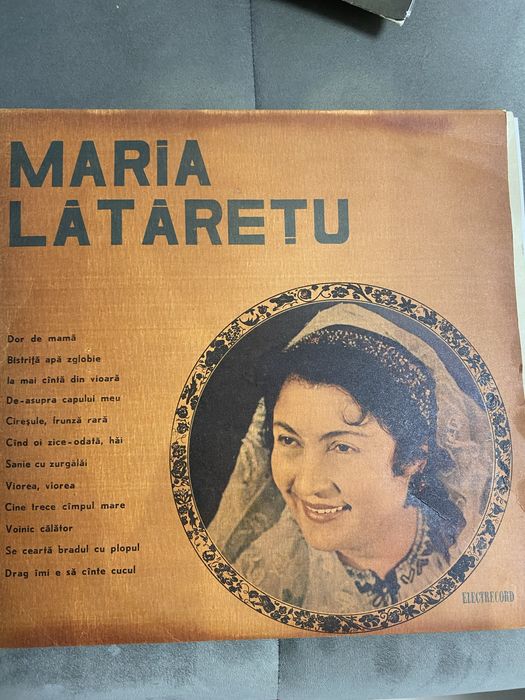 MARIA
LĂTĂREȚU
Dor de mamă
Bistriță apă zglobie
Ia mai cîntă din vioară
De-asupra capului meu
Cireșule, frunză rară
Cînd oi zice-odată, hăi
Sanie cu zurgălăi
Viorea, viorea
Cine trece cîmpul mare
Voinic călător
Se ceartă bradul cu plopul
Drag îmi e să cînte cucul
ELECTRECORD